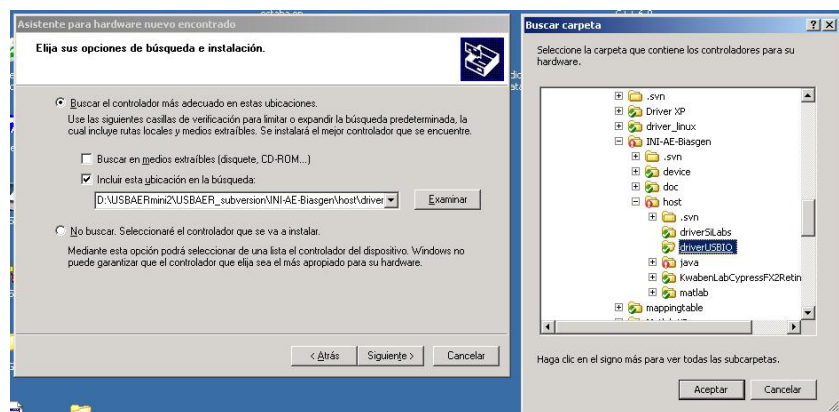 Asistente para hardware nuevo encontrado
Elija sus opciones de búsqueda e instalación.
Buscar el controlador más adecuado en estas ubicaciones.
Use las siguientes casillas de verificación para limitar o expandir la búsqueda predeterminada, la
cual incluye rutas locales y medios extraíbles. Se instalará el mejor controlador que se encuentre.
Buscar en medios extraíbles (disquete, CD-ROM...)
Incluir esta ubicación en la búsqueda:
D:\USBAERmini2\USBAER_subversion\INI-AE-Biasgen\host\driver
Examinar
No buscar. Seleccionaré el controlador que se va a instalar.
Mediante esta opción podrá seleccionar de una lista el controlador del dispositivo. Windows no
puede garantizar que el controlador que elija sea el más apropiado para su hardware.
< Atrás
Siguiente >
Cancelar
Buscar carpeta
Seleccione la carpeta que contiene los controladores para su
hardware.
.svn
Driver XP
driver_linux
INI-AE-Biasgen
.svn
device
doc
host
.svn
driverSiLabs
driverUSBIO
java
KwabenLabCypressFX2Retin
matlab
mappingtable
Haga clic en el signo más para ver todas las subcarpetas.
Aceptar
Cancelar